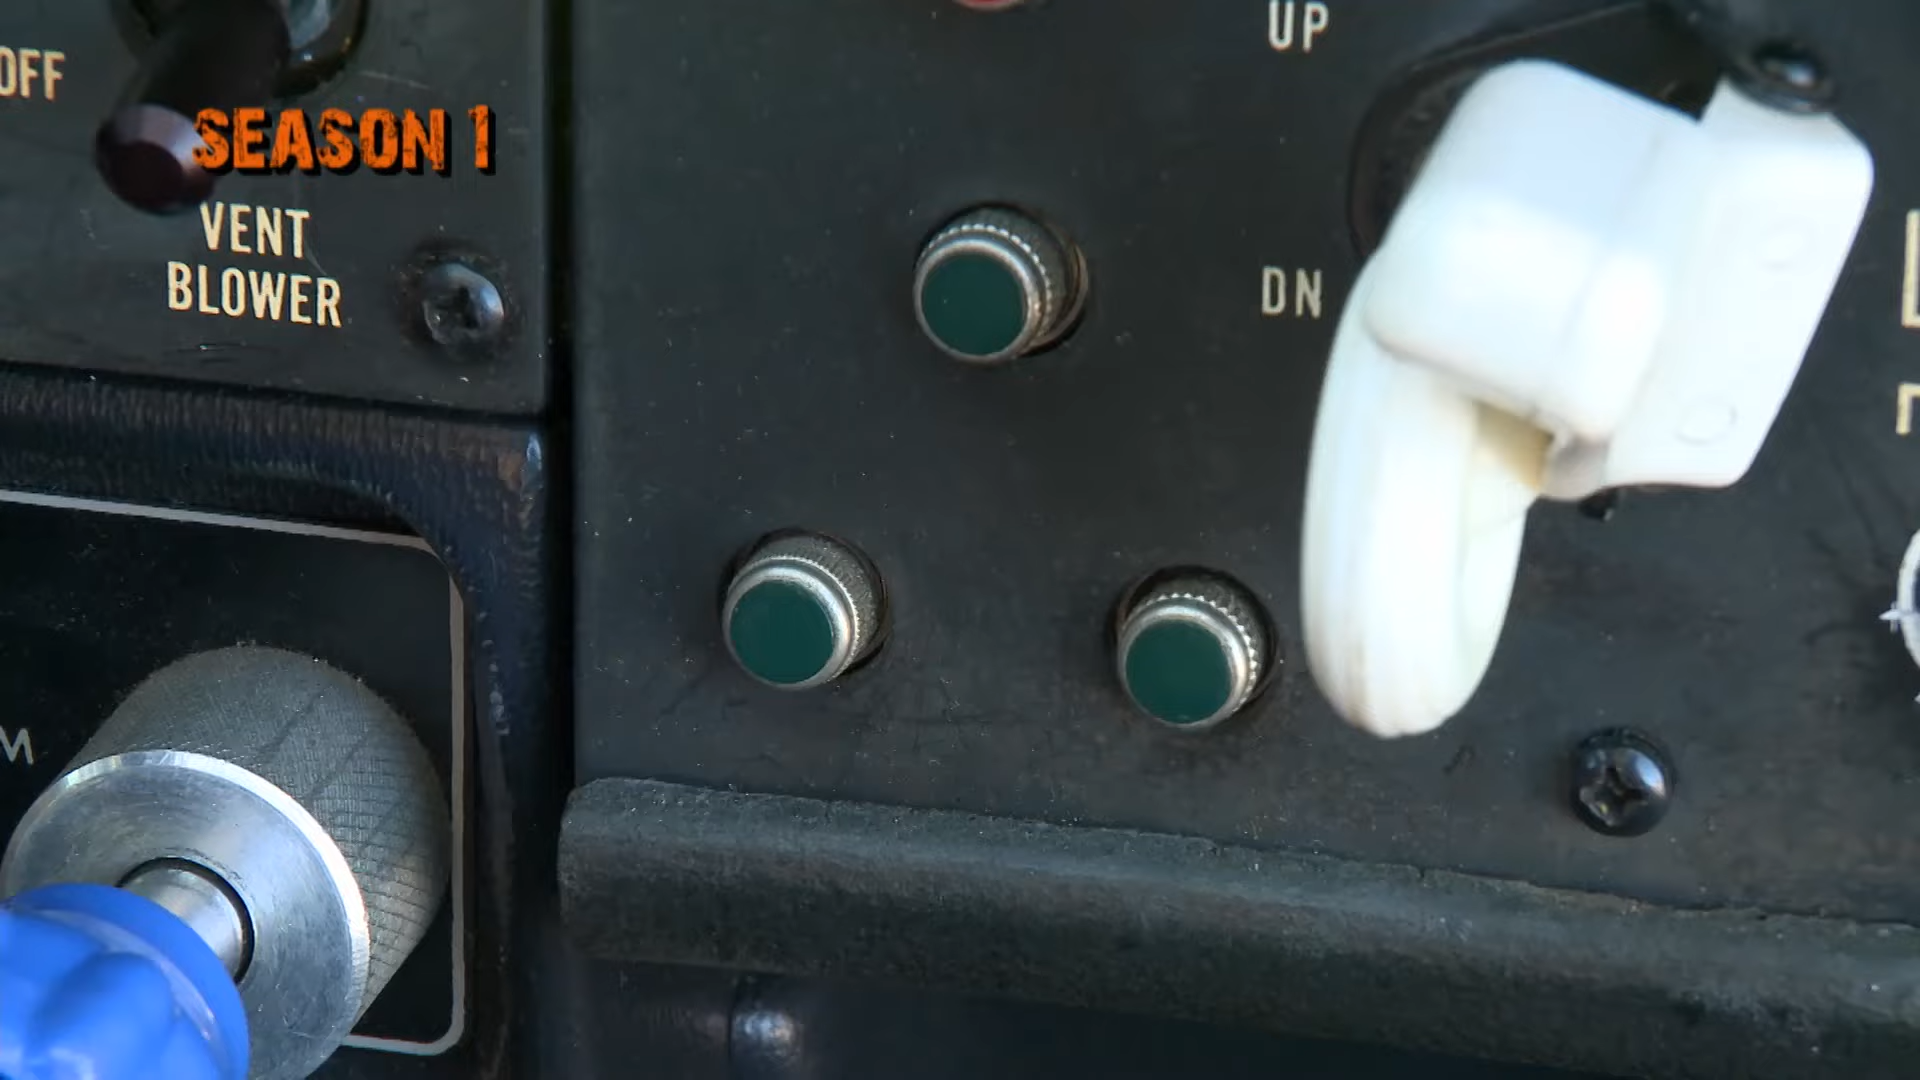 UP
OFF
SEASON 1
VENT
BLOWER
DN
M